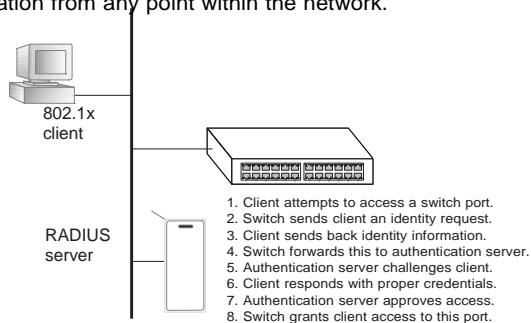 ation from any point within the network.
802.1x
client
RADIUS
server
1. Client attempts to access a switch port.
2. Switch sends client an identity request.
3. Client sends back identity information.
4. Switch forwards this to authentication server.
5. Authentication server challenges client.
6. Client responds with proper credentials.
7. Authentication server approves access.
8. Switch grants client access to this port.